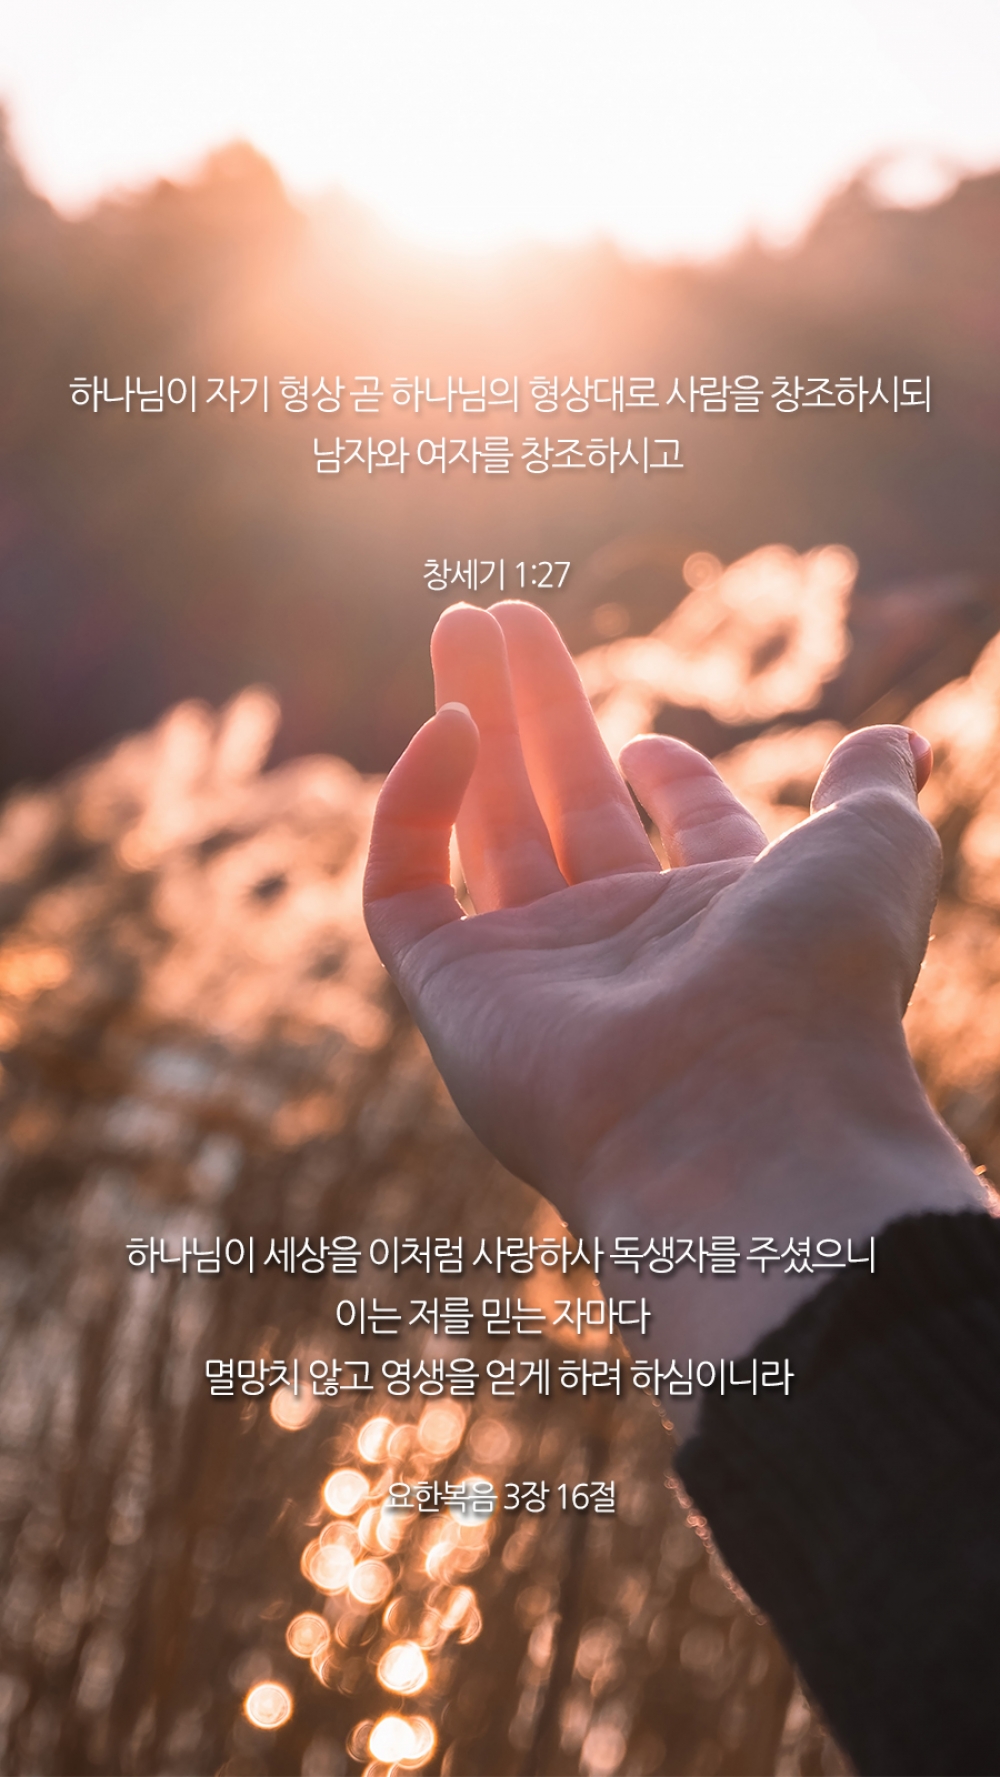 하나님이 자기 형상 곧 하나님의 형상대로 사람을 창조하시되
남자와 여자를 창조하시고
창세기 1:27
하나님이 세상을 이처럼 사랑하사 독생자를 주셨으니
이는 저를 믿는 자마다
멸망치 않고 영생을 얻게 하려 하심이니라
요한복음 3장 16절